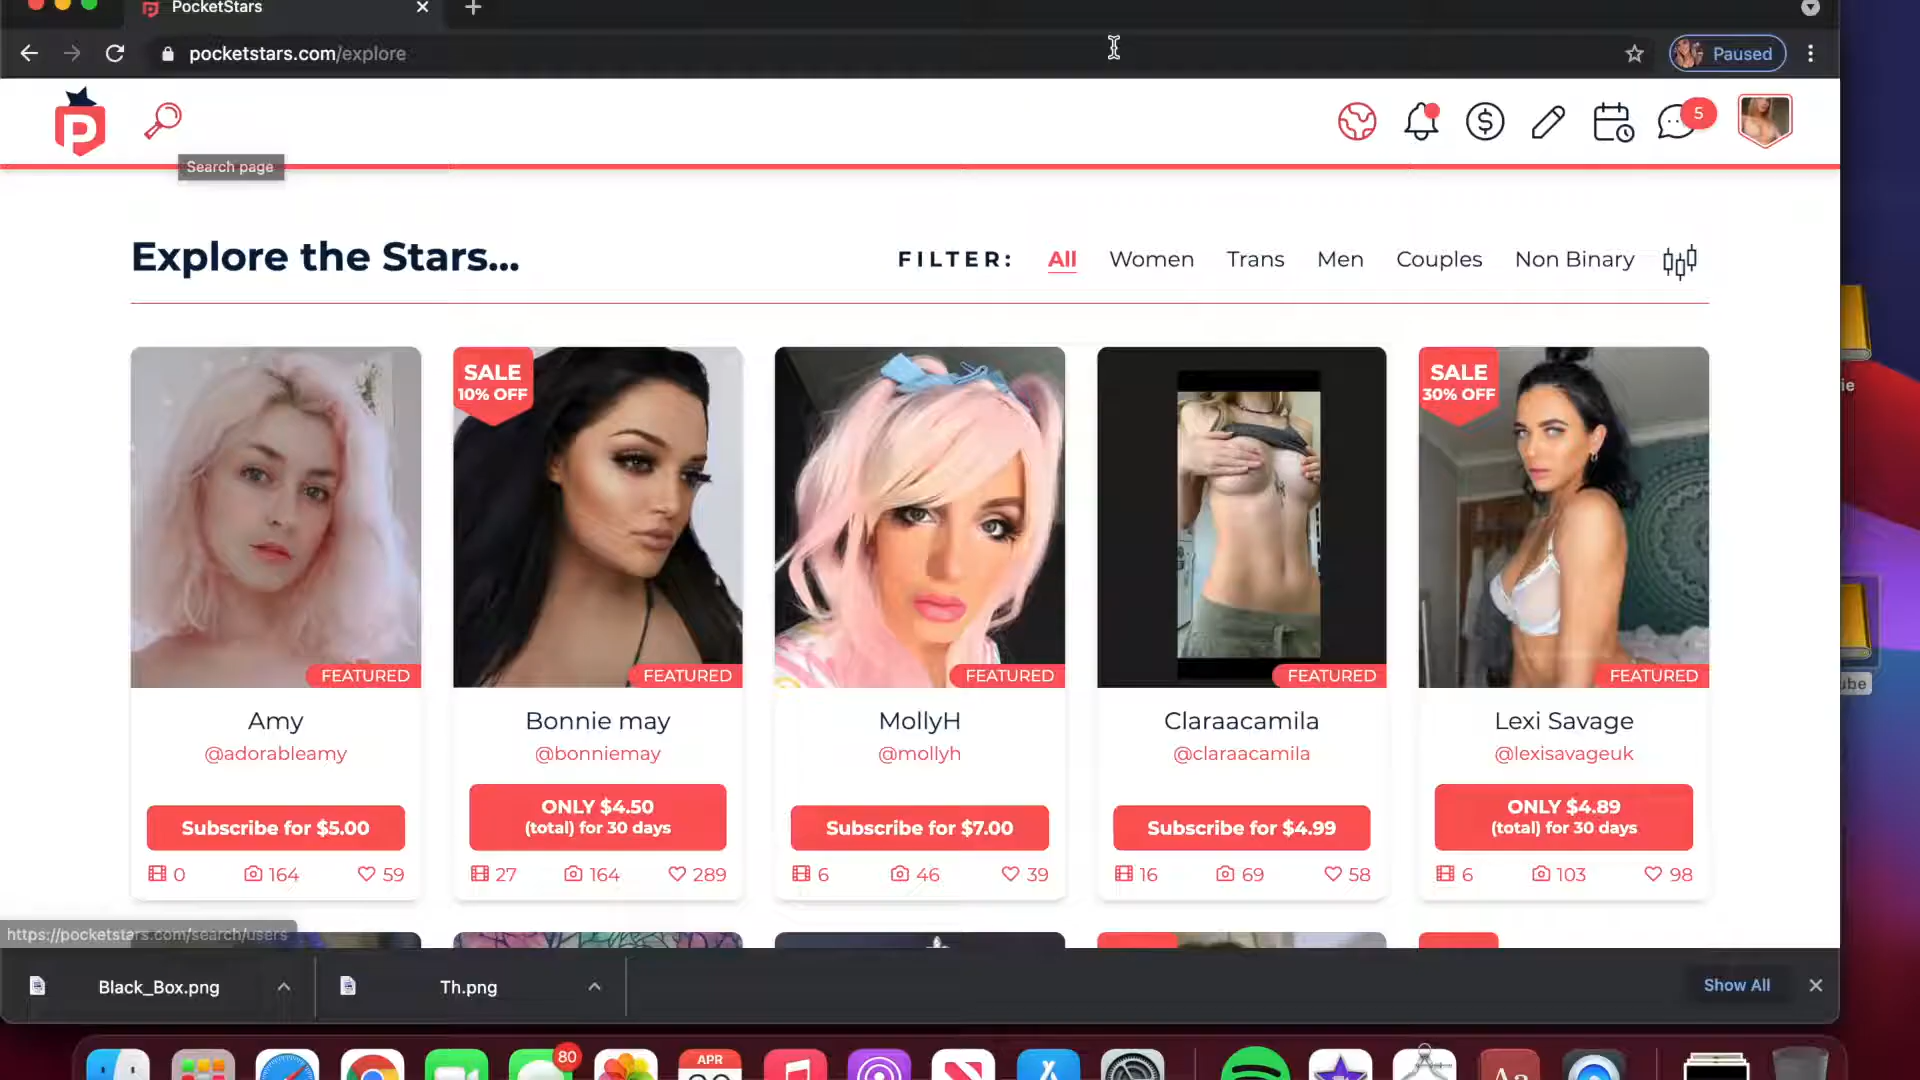 PocketStars
pocketstars.com/explore
Paused
P
5
Search page
Explore the Stars...
FILTER: All Women Trans Men Couples Non Binary
SALE
10% OFF
SALE
30% OFF
FEATURED
FEATURED
FEATURED
FEATURED
FEATURED
Amy
@adorableamy
Subscribe for $5.00
0 164 59
Bonnie may
@bonniemay
ONLY $4.50
(total) for 30 days
27 164 289
MollyH
@mollyh
Subscribe for $7.00
6 46 39
Claraacamila
@claraacamila
Subscribe for $4.99
16 69 58
Lexi Savage
@lexisavageuk
ONLY $4.89
(total) for 30 days
6 103 98
https://pocketstars.com/search/users
Black_Box.png
Th.png
Show All
80
APR
Aa